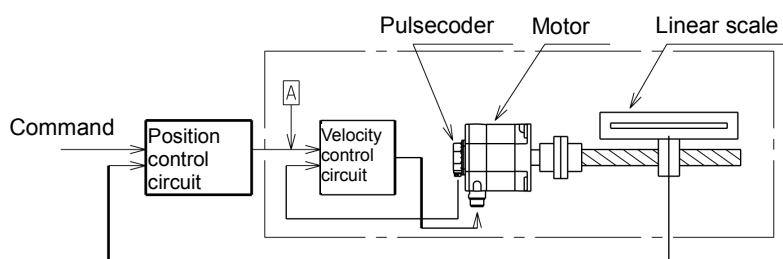 Pulsecoder
Motor
Linear scale
A
Command
Position
control
circuit
Velocity
control
circuit